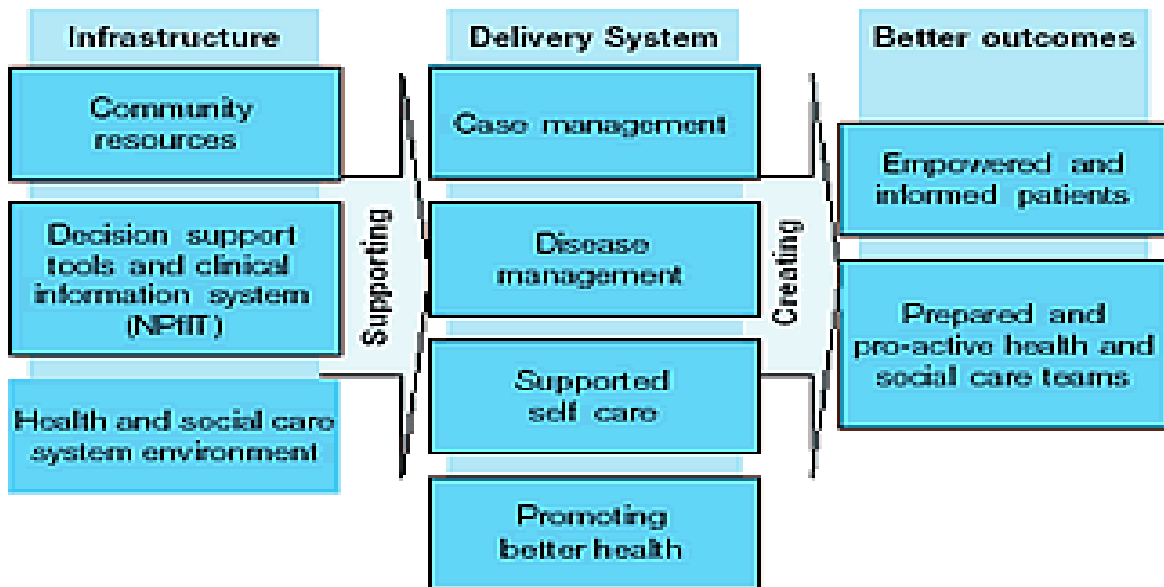 Infrastructure
Community
resources
Decision support
tools and clinical
information system
(NPfIT)
Health and social care
system environment
Supporting
Delivery System
Case management
Disease
management
Supported
self care
Promoting
better health
Creating
Better outcomes
Empowered and
informed patients
Prepared and
pro-active health and
social care teams